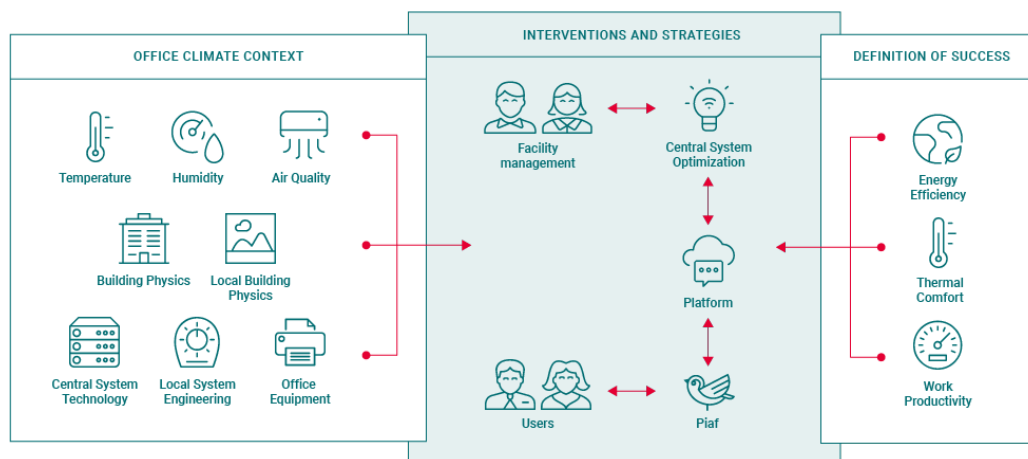 INTERVENTIONS AND STRATEGIES
OFFICE CLIMATE CONTEXT
DEFINITION OF SUCCESS
Temperature
Humidity
Air Quality
Building Physics
Local Building
Physics
Central System
Technology
Local System
Engineering
Office
Equipment
Facility
management
Central System
Optimization
Platform
Users
Piaf
Energy
Efficiency
Thermal
Comfort
Work
Productivity